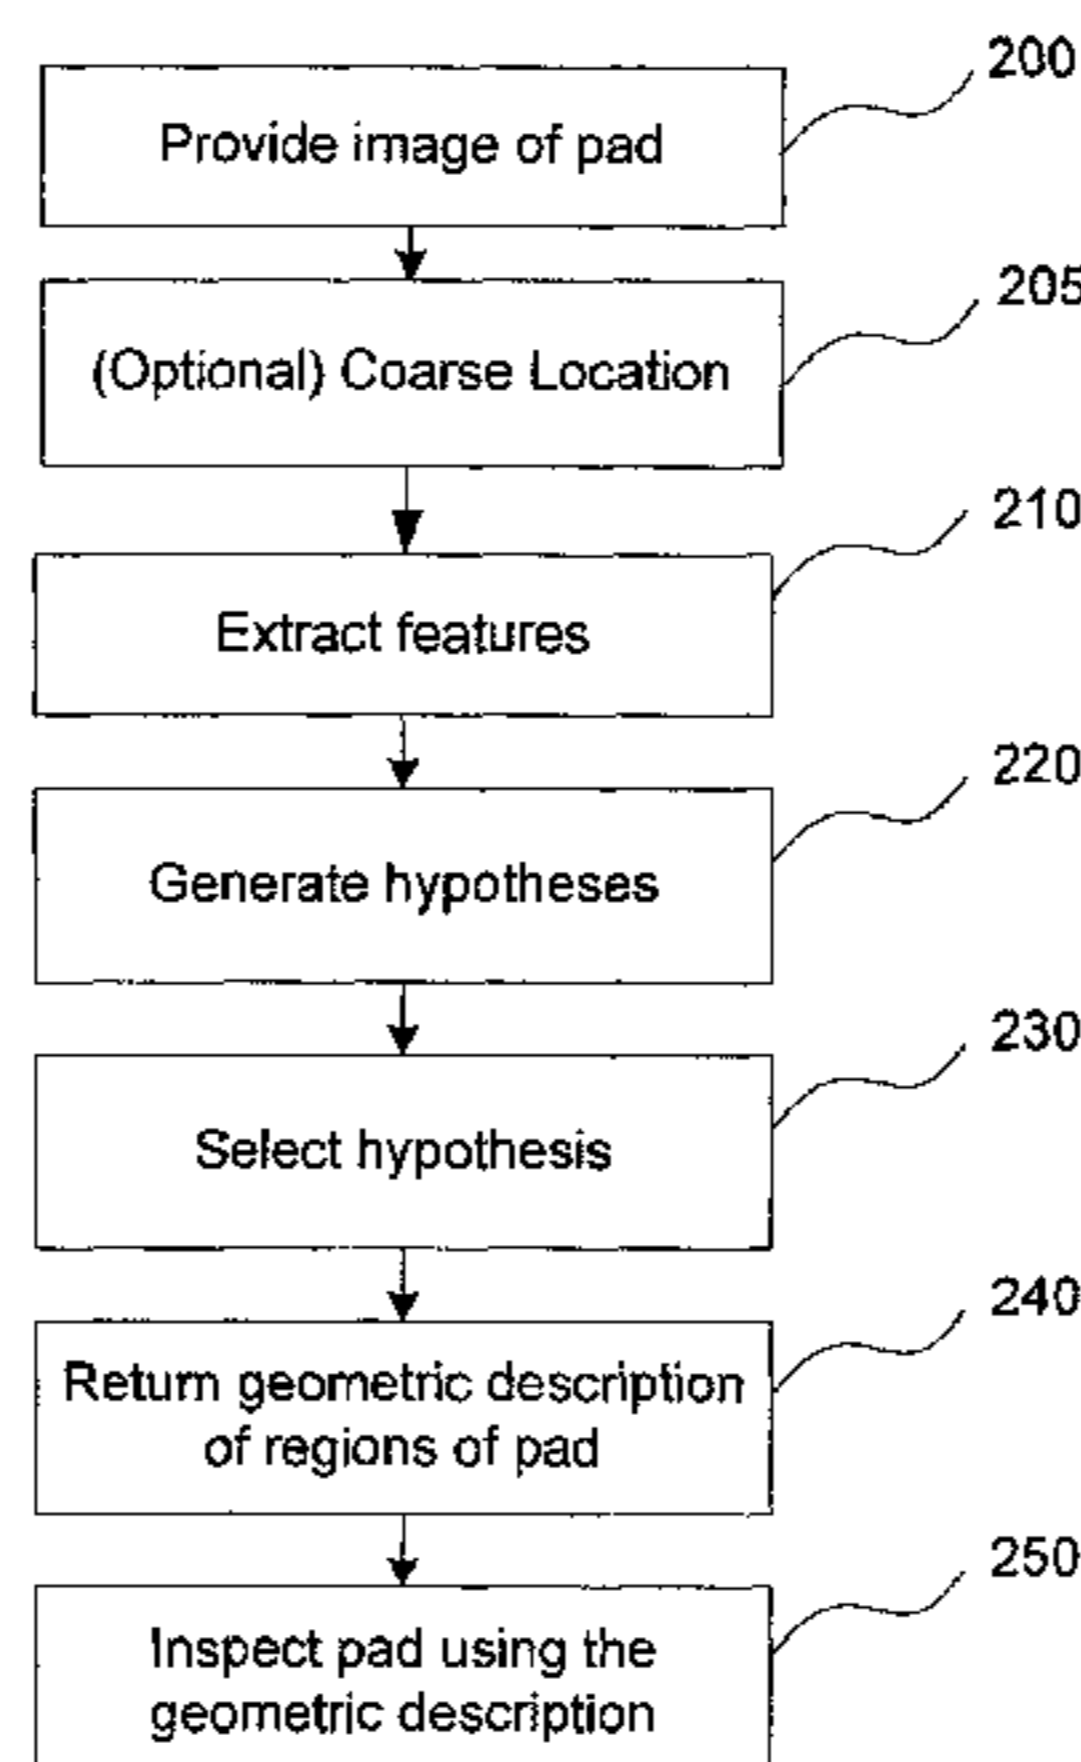 200
Provide image of pad
205
(Optional) Coarse Location
210
Extract features
220
Generate hypotheses
230
Select hypothesis
240
Return geometric description
of regions of pad
250
Inspect pad using the
geometric description